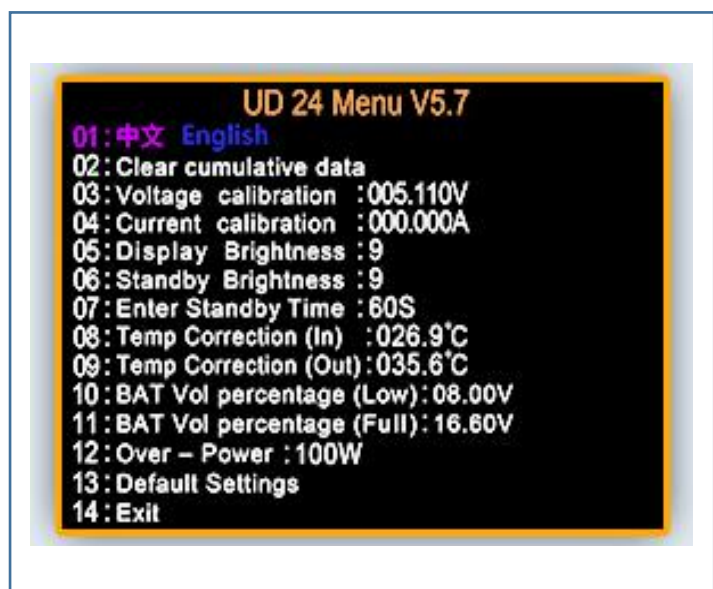 UD 24 Menu V5.7
01:中文 English
02:Clear cumulative data
03:Voltage calibration :005.110V
04:Current calibration :000.000A
05:Display Brightness :9
06:Standby Brightness :9
07:Enter Standby Time :60S
08:Temp Correction (In) :026.9℃
09:Temp Correction (Out):035.6℃
10:BAT Vol percentage (Low):08.00V
11:BAT Vol percentage (Full):16.60V
12:Over – Power :100W
13:Default Settings
14:Exit